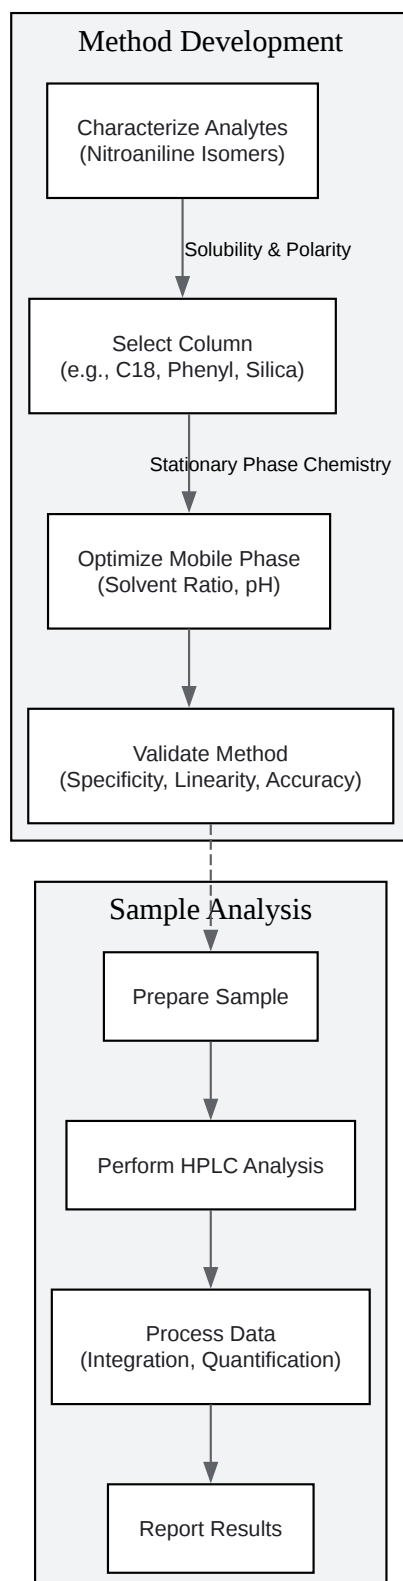 Method Development
Characterize Analytes
(Nitroaniline Isomers)
Solubility & Polarity
Select Column
(e.g., C18, Phenyl, Silica)
Stationary Phase Chemistry
Optimize Mobile Phase
(Solvent Ratio, pH)
Validate Method
(Specificity, Linearity, Accuracy)
Sample Analysis
Prepare Sample
Perform HPLC Analysis
Process Data
(Integration, Quantification)
Report Results